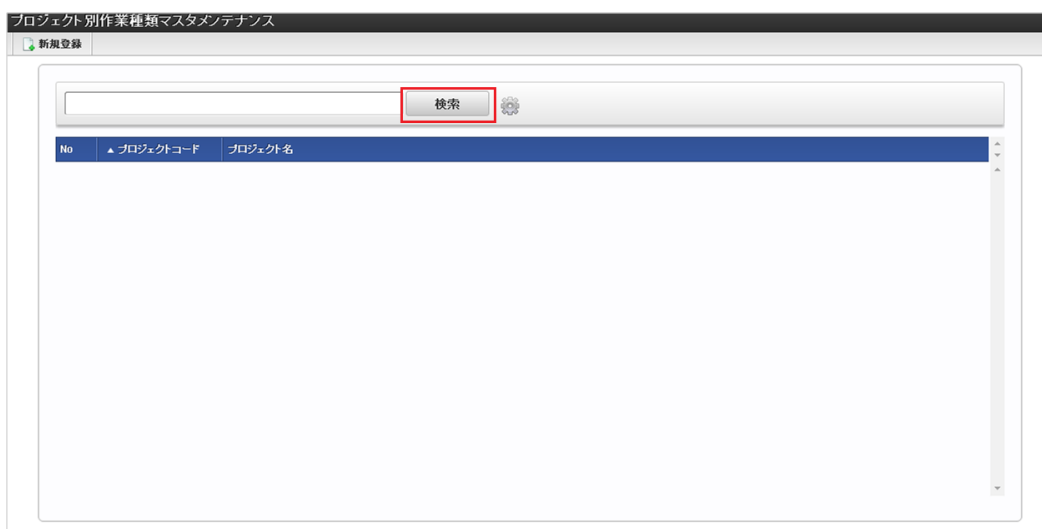 プロジェクト別作業種類マスタメンテナンス
新規登録
検索
No ▲プロジェクトコード プロジェクト名